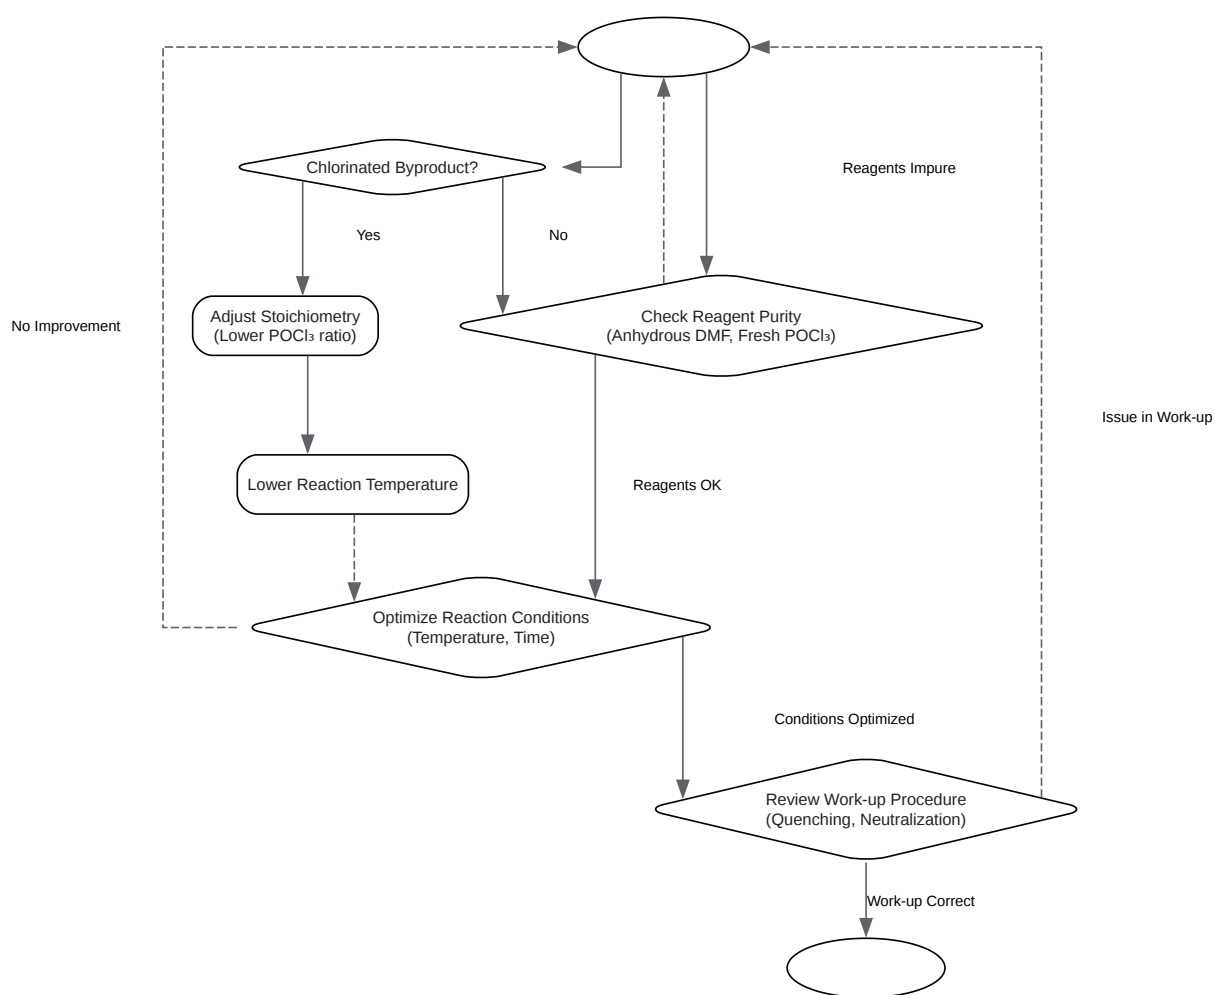 Chlorinated Byproduct?
Reagents Impure
Yes
No
Adjust Stoichiometry
(Lower POCl₃ ratio)
Check Reagent Purity
(Anhydrous DMF, Fresh POCl₃)
No Improvement
Issue in Work-up
Lower Reaction Temperature
Reagents OK
Optimize Reaction Conditions
(Temperature, Time)
Conditions Optimized
Review Work-up Procedure
(Quenching, Neutralization)
Work-up Correct